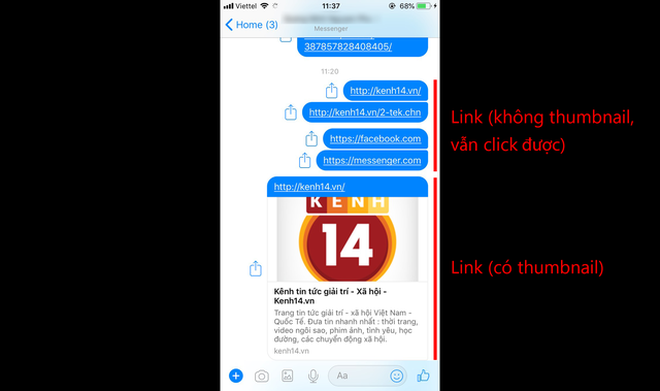 Viettel 11:37 68%
Home (3)
Messenger
387857828408405/
11:20
http://kenh14.vn/
http://kenh14.vn/2-tek.chn
https://facebook.com
https://messenger.com
Link (không thumbnail,
vẫn click được)
http://kenh14.vn/
KENH
14
Link (có thumbnail)
Kênh tin tức giải trí - Xã hội -
Kenh14.vn
Trang tin tức giải trí - xã hội Việt Nam -
Quốc Tế. Đưa tin nhanh nhất : thời trang,
video ngôi sao, phim ảnh, tình yêu, học
đường, các chuyển động xã hội.
kenh14.vn
Aa